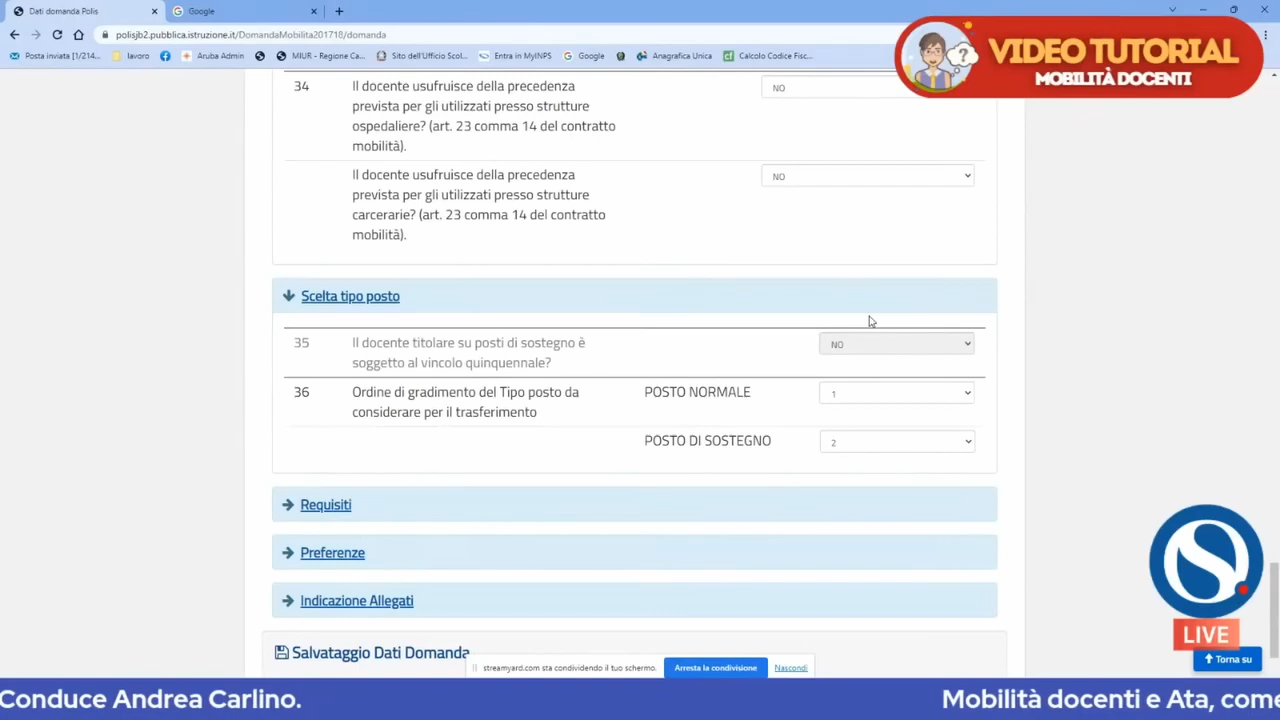 Dati domanda Polis
Google
polisjb2.pubblica.istruzione.it/DomandaMobilita201718/domanda
Posta inviata [1/214...
lavoro
Aruba Admin
MIUR - Regione Ca...
Sito dell'Ufficio Scol...
Entra in MyINPS
Google
Anagrafica Unica
Calcolo Codice Fisc...
VIDEO TUTORIAL
MOBILITÀ DOCENTI
34 Il docente usufruisce della precedenza NO
prevista per gli utilizzati presso strutture
ospedaliere? (art. 23 comma 14 del contratto
mobilità).
Il docente usufruisce della precedenza NO
prevista per gli utilizzati presso strutture
carcerarie? (art. 23 comma 14 del contratto
mobilità).
Scelta tipo posto
35 Il docente titolare su posti di sostegno è NO
soggetto al vincolo quinquennale?
36 Ordine di gradimento del Tipo posto da POSTO NORMALE 1
considerare per il trasferimento
POSTO DI SOSTEGNO 2
Requisiti
Preferenze
Indicazione Allegati
Salvataggio Dati Domanda
streamyard.com sta condividendo il tuo schermo. Arresta la condivisione Nascondi
LIVE
Torna su
Conduce Andrea Carlino. Mobilità docenti e Ata, come